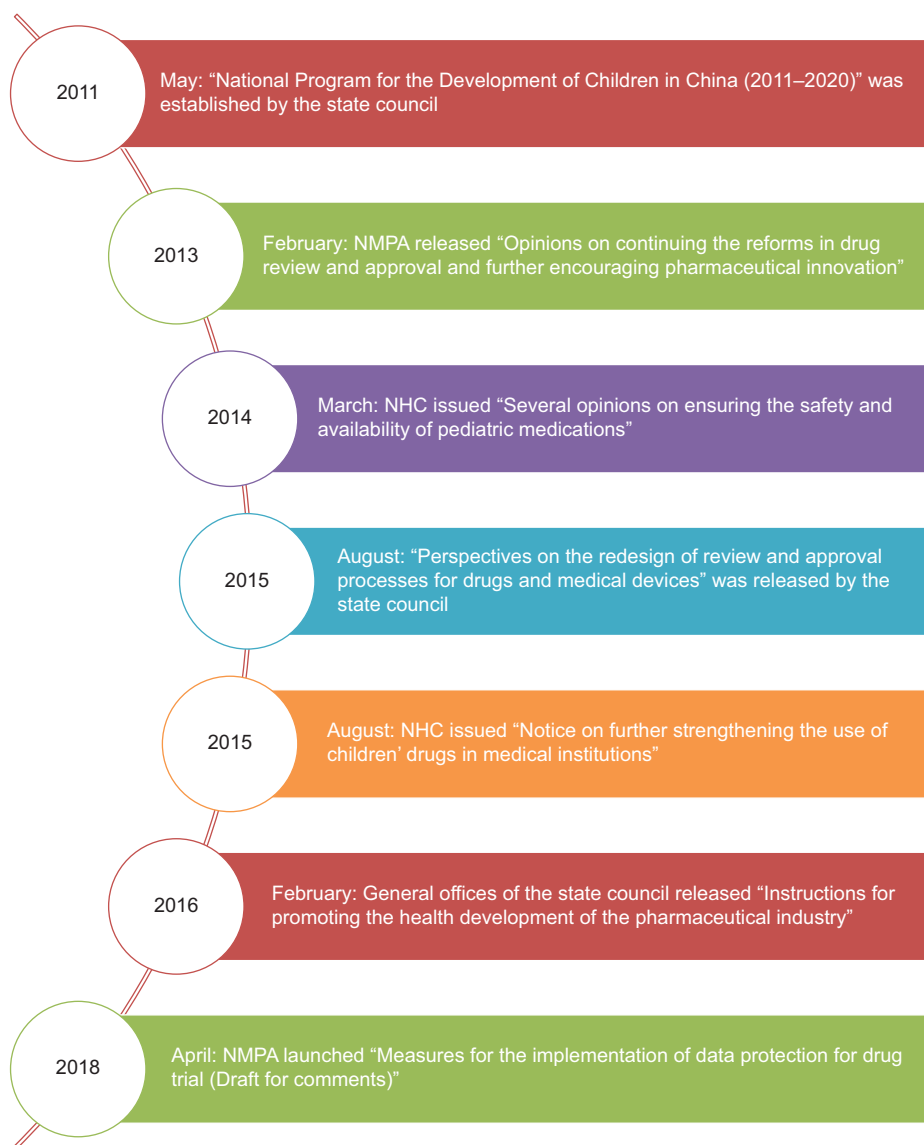 2011
May: “National Program for the Development of Children in China (2011–2020)” was
established by the state council
2013
February: NMPA released “Opinions on continuing the reforms in drug
review and approval and further encouraging pharmaceutical innovation”
2014
March: NHC issued “Several opinions on ensuring the safety and
availability of pediatric medications”
2015
August: “Perspectives on the redesign of review and approval
processes for drugs and medical devices” was released by the
state council
2015
August: NHC issued “Notice on further strengthening the use of
children’ drugs in medical institutions”
2016
February: General offices of the state council released “Instructions for
promoting the health development of the pharmaceutical industry”
2018
April: NMPA launched “Measures for the implementation of data protection for drug
trial (Draft for comments)”